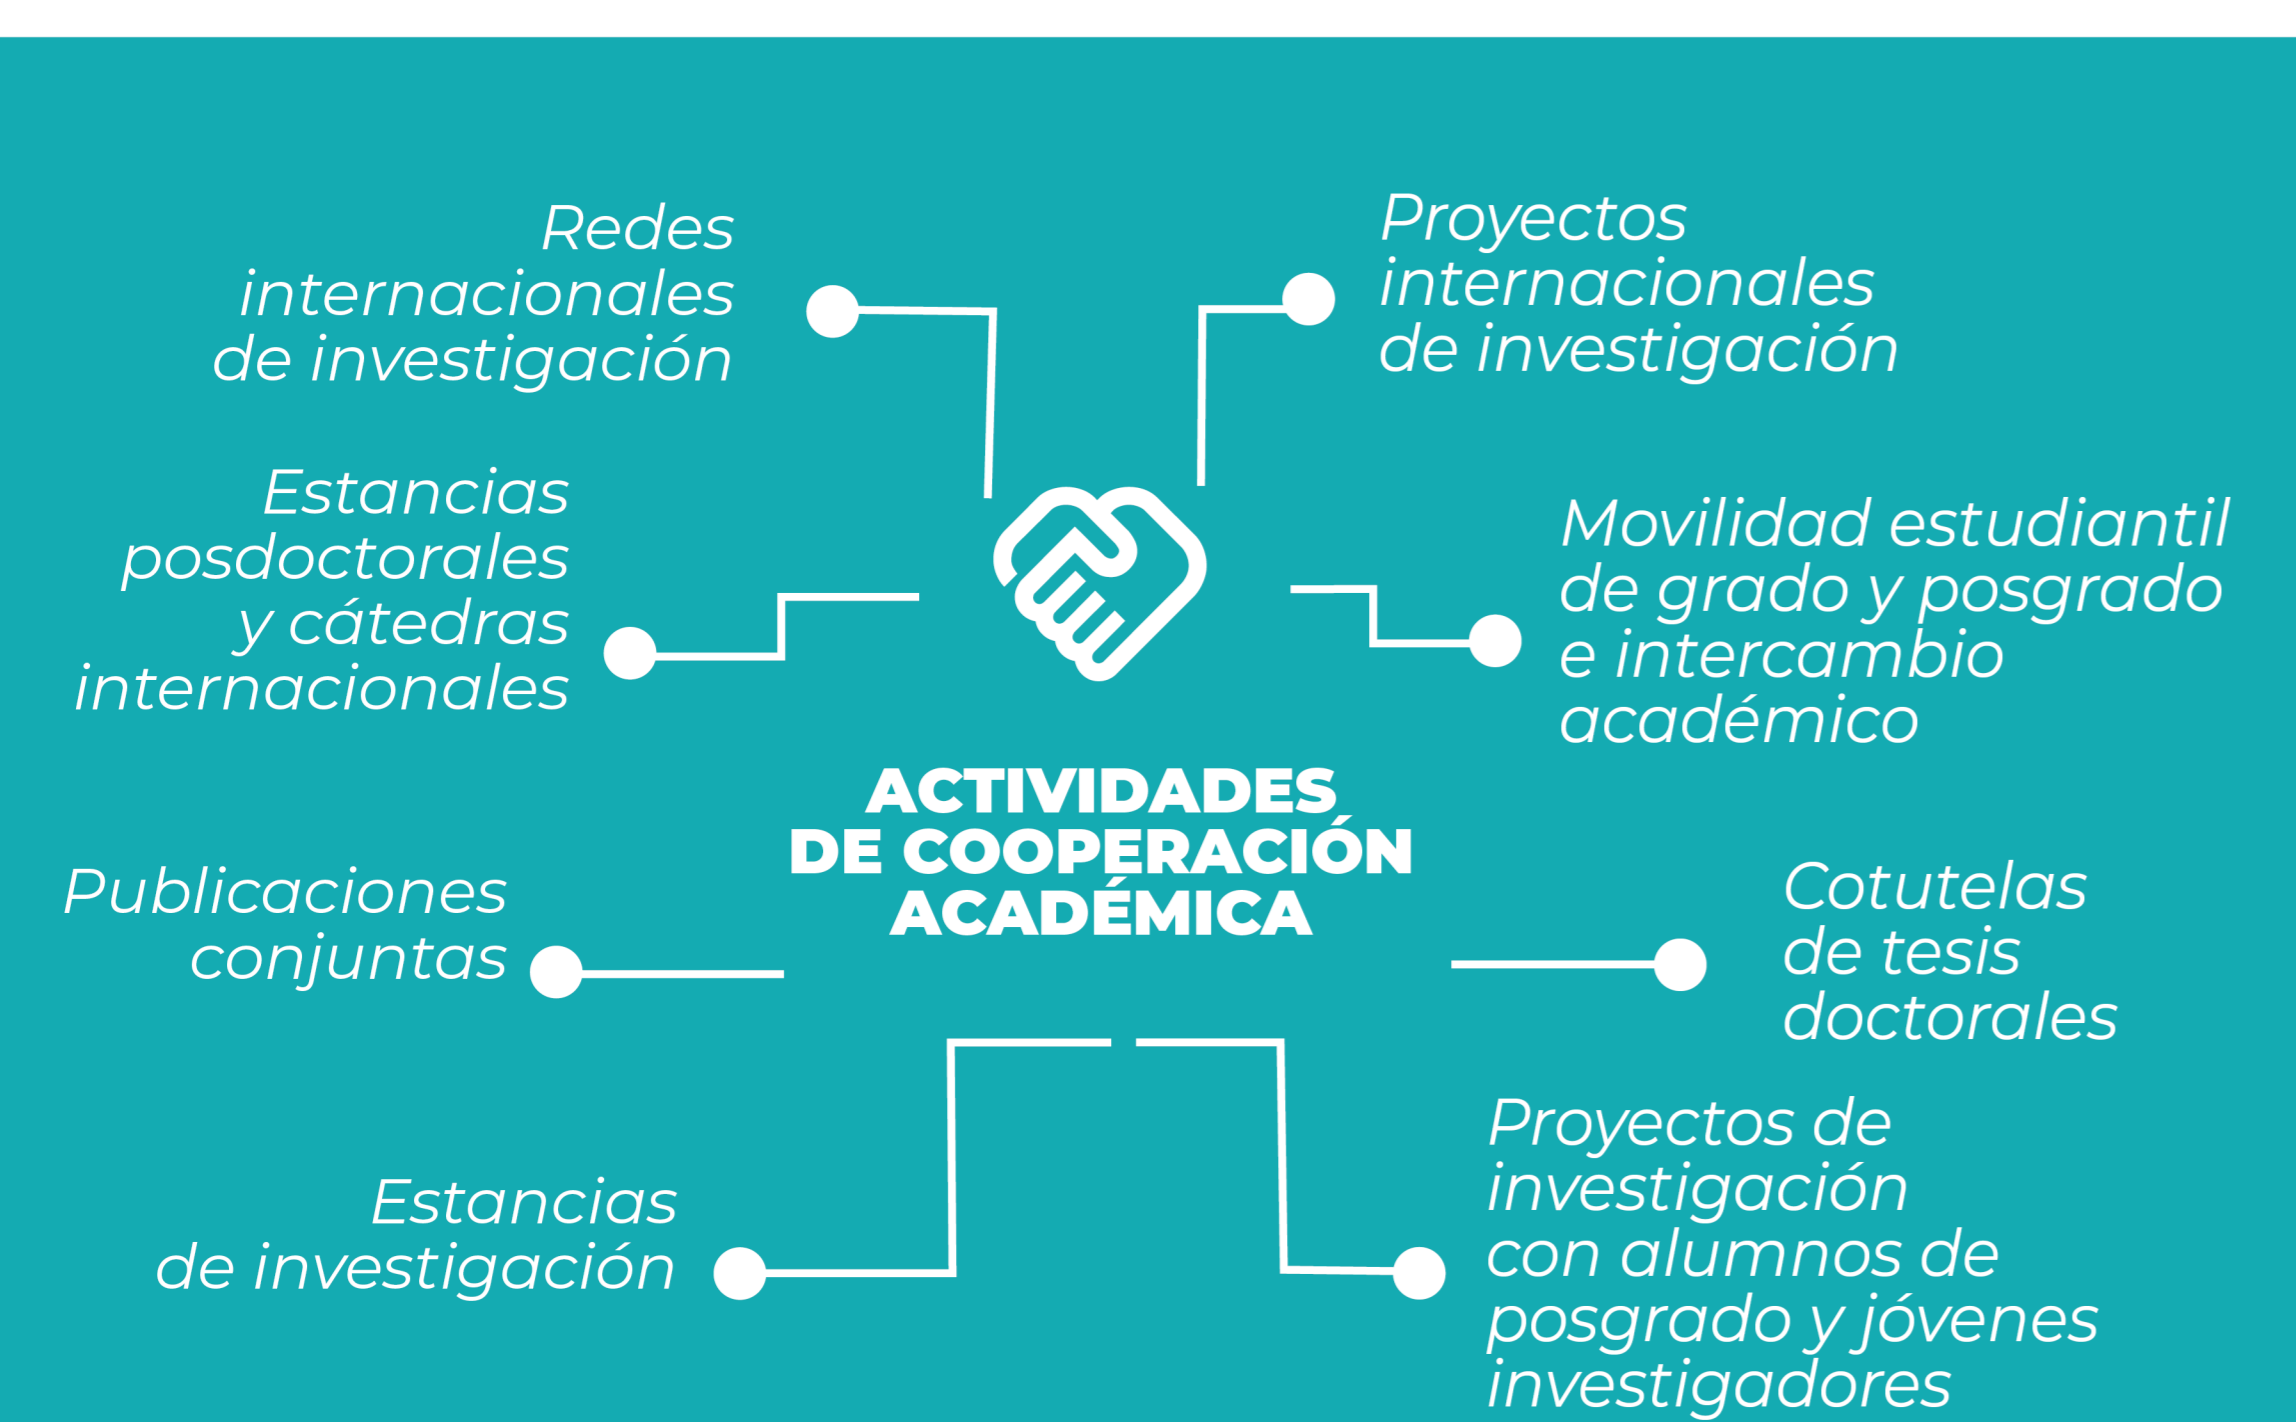 Redes
internacionales
de investigación
Proyectos
internacionales
de investigación
Estancias
posdoctorales
y cátedras
internacionales
Movilidad estudiantil
de grado y posgrado
e intercambio
académico
ACTIVIDADES
DE COOPERACIÓN
ACADÉMICA
Publicaciones
conjuntas
Cotutelas
de tesis
doctorales
Estancias
de investigación
Proyectos de
investigación
con alumnos de
posgrado y jóvenes
investigadores